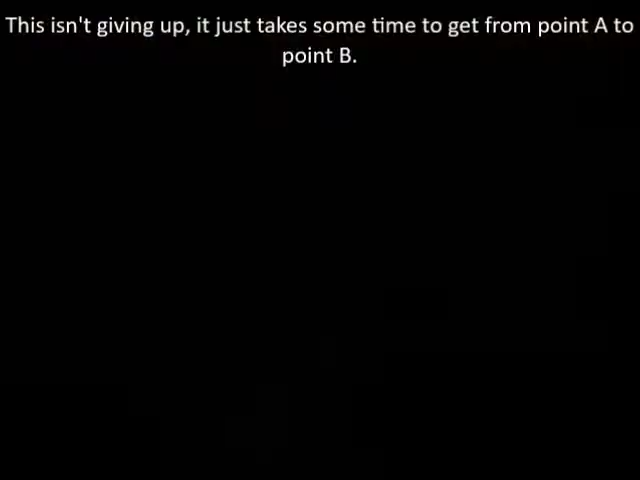 This isn't giving up, it just takes some time to get from point A to
point B.